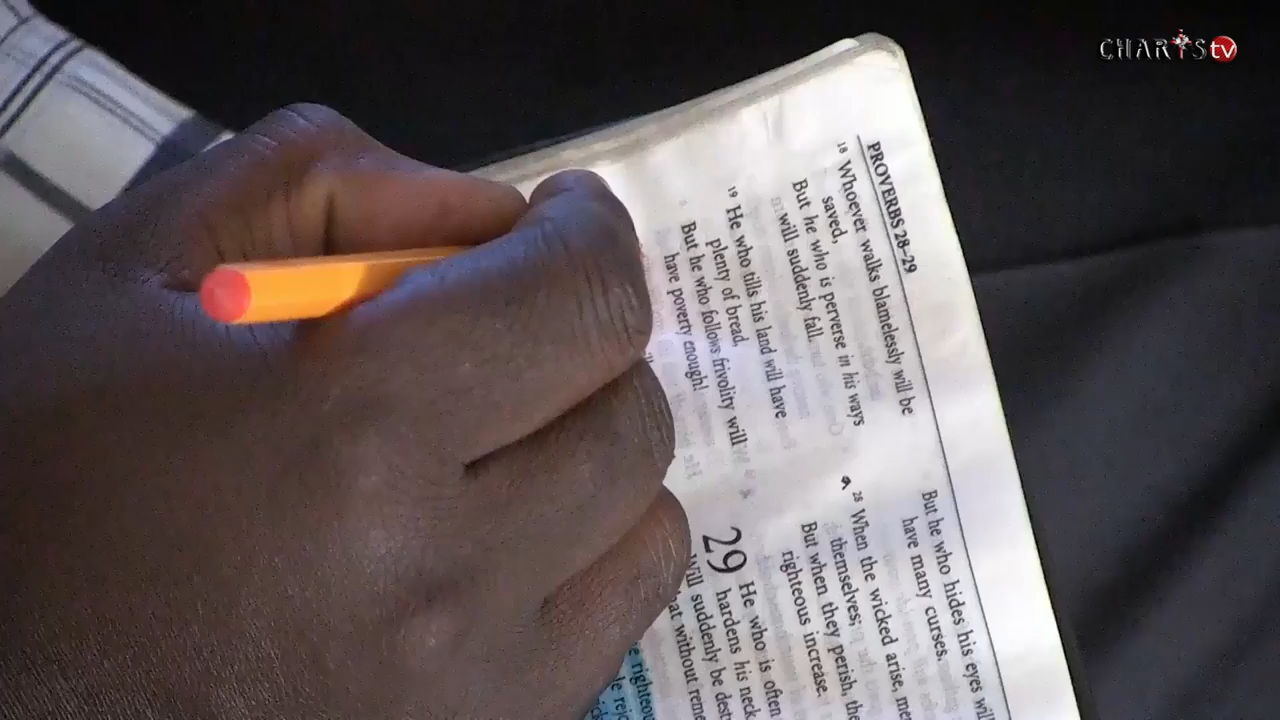 CHARIS tv
PROVERBS 28–29
18 Whoever walks blamelessly will be
saved,
But he who is perverse in his ways
will suddenly fall.
19 He who tills his land will have
plenty of bread,
But he who follows frivolity will
have poverty enough!
But he who hides his eyes will
have many curses.
28 When the wicked arise,
themselves;
But when they perish, the
righteous increase.
29 He who is often
hardens his neck
Will suddenly be
without
righteous